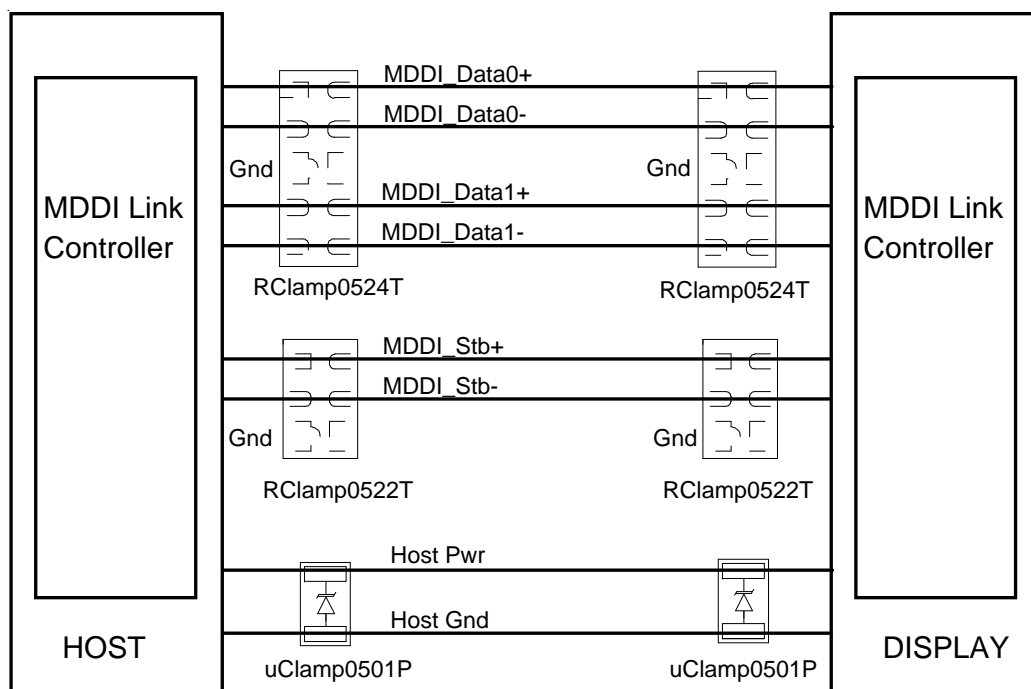 MDDI_Data0+
MDDI_Data0-
Gnd
Gnd
MDDI_Data1+
MDDI_Data1-
MDDI Link
Controller
MDDI Link
Controller
RClamp0524T
RClamp0524T
MDDI_Stb+
MDDI_Stb-
Gnd
Gnd
RClamp0522T
RClamp0522T
Host Pwr
Host Gnd
HOST
DISPLAY
uClamp0501P
uClamp0501P